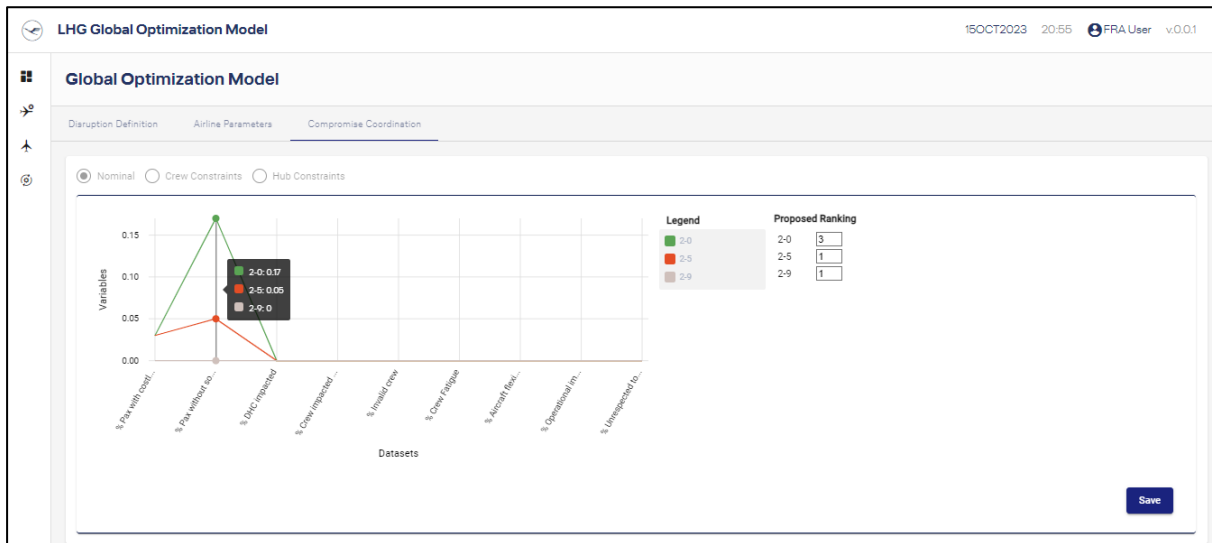 LHG Global Optimization Model
15OCT2023 20:55 FRA User v.0.0.1
Global Optimization Model
Disruption Definition Airline Parameters Compromise Coordination
Nominal Crew Constraints Hub Constraints
Legend
2-0
2-5
2-9
Proposed Ranking
2-0 3
2-5 1
2-9 1
Variables
0.15
0.10
0.05
0.00
2-0: 0.17
2-5: 0.05
2-9: 0
% Pax with costl...
% Pax without so...
% DHC impacted
% Crew impacted ...
% Invalid crew
% Crew Fatigue
% Aircraft flexi...
% Operational im...
% Unrespected to...
Datasets
Save